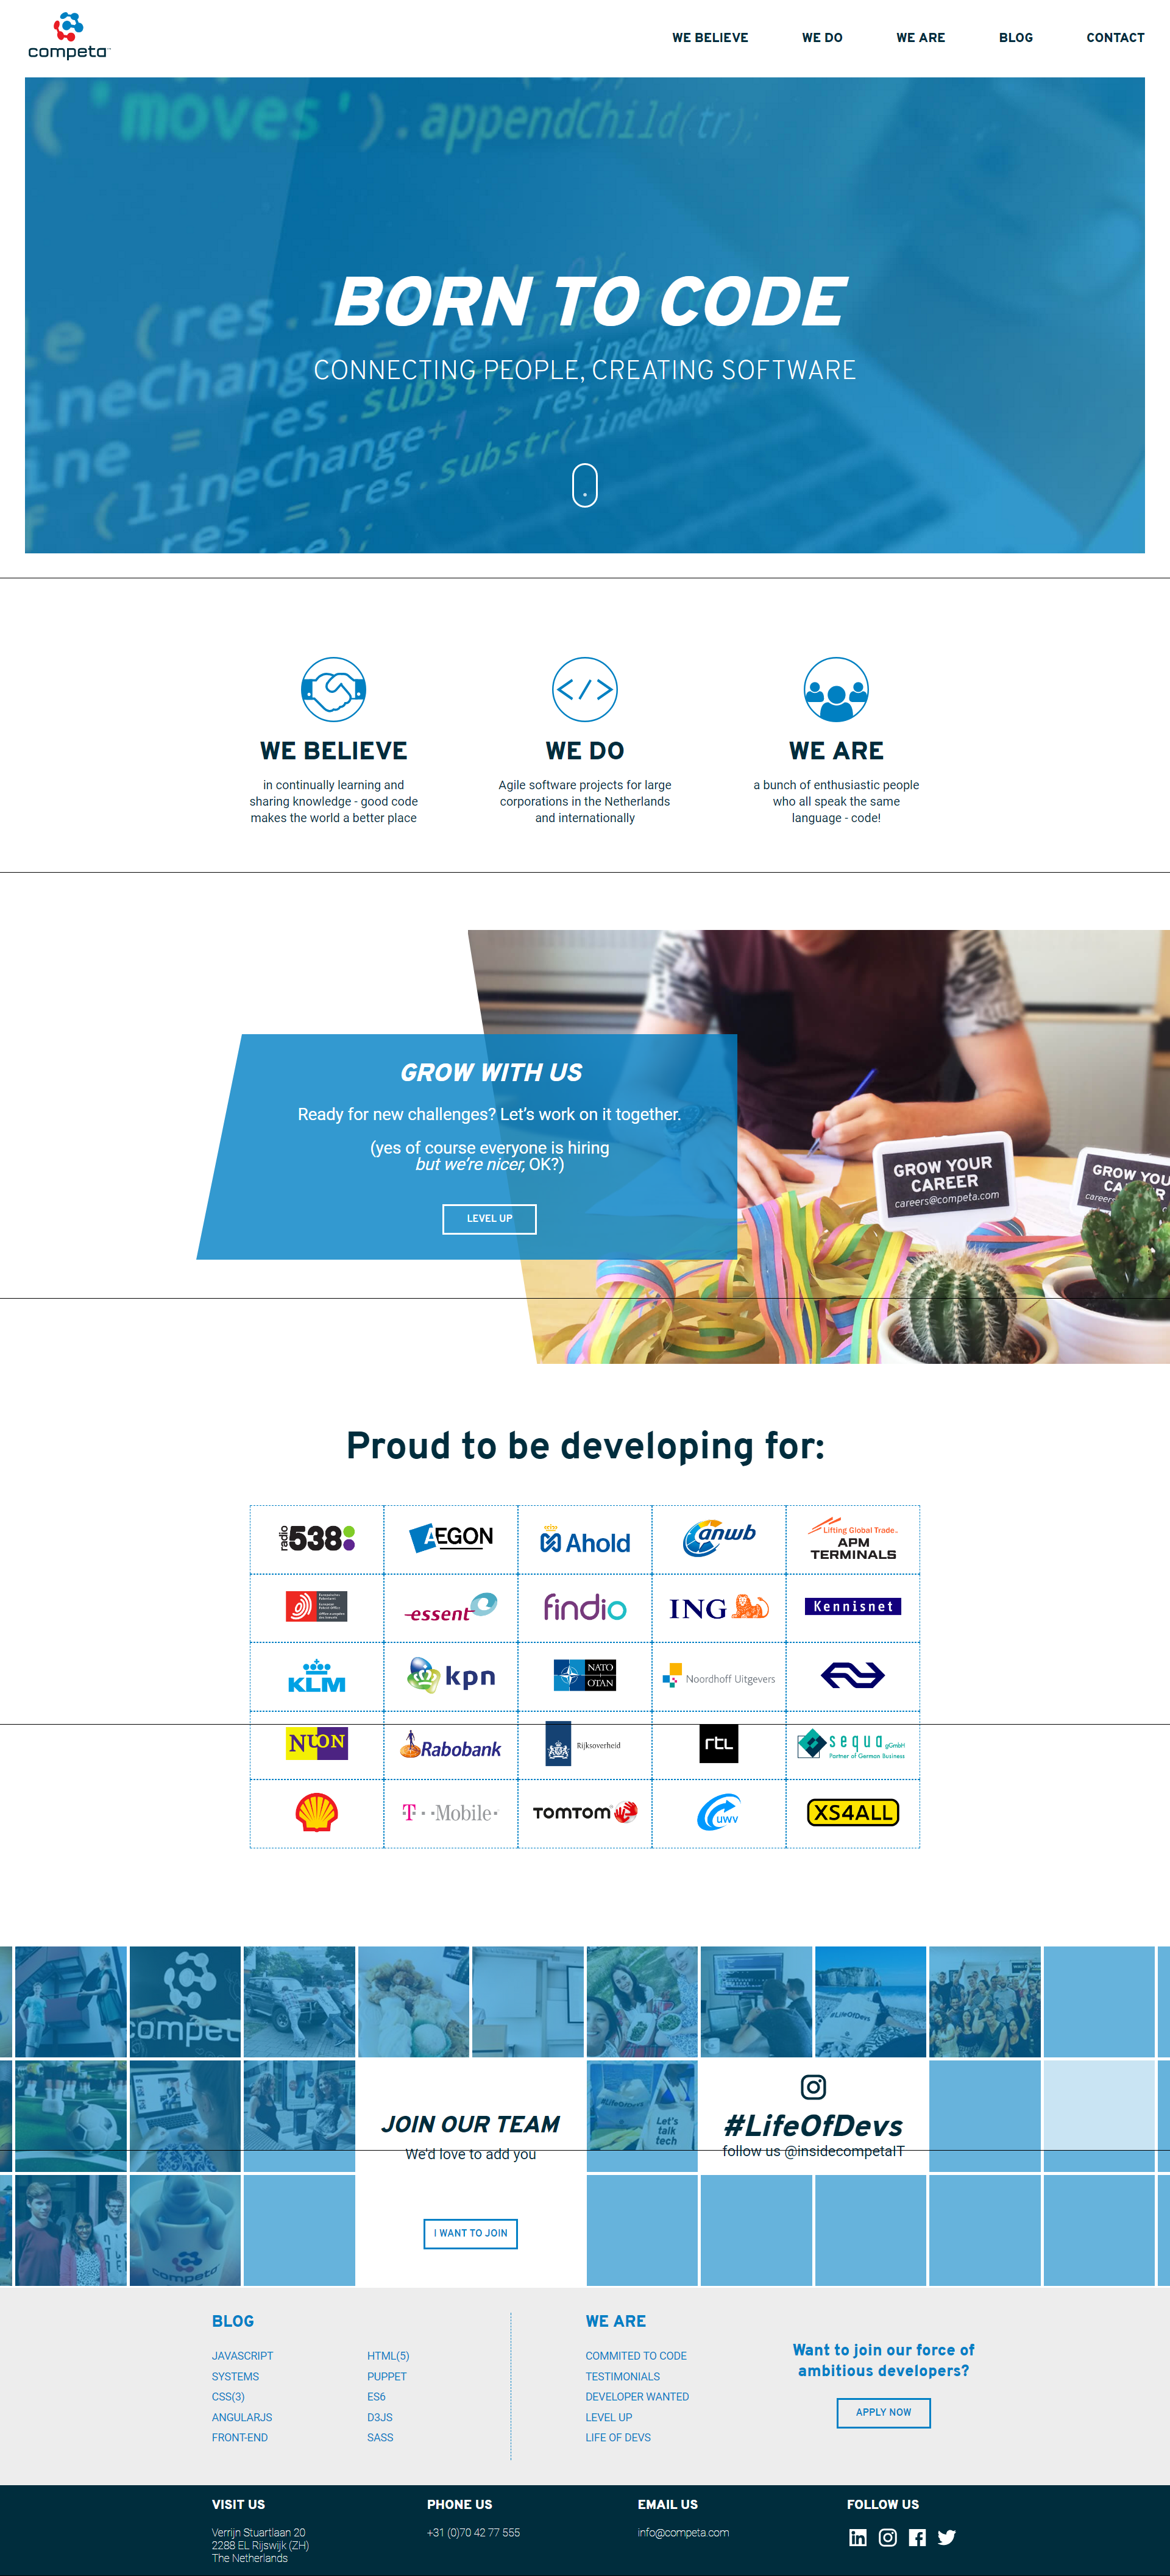 competa
WE BELIEVE
WE DO
WE ARE
BLOG
CONTACT
('moves').appendChild(tr);
BORN TO CODE
CONNECTING PEOPLE, CREATING SOFTWARE
WE BELIEVE
in continually learning and
sharing knowledge - good code
makes the world a better place
WE DO
Agile software projects for large
corporations in the Netherlands
and internationally
WE ARE
a bunch of enthusiastic people
who all speak the same
language - code!
GROW WITH US
Ready for new challenges? Let's work on it together.
(yes of course everyone is hiring
but we're nicer, OK?)
LEVEL UP
GROW YOUR
CAREER
careers@competa.com
GROW YOU
Proud to be developing for:
radio 538
AEGON
Ahold
anwb
Lifting Global Trade.
APM
TERMINALS
essent
findio
ING
Kennisnet
KLM
kpn
NATO
OTAN
Noordhoff Uitgevers
NUON
Rabobank
Rijksoverheid
rtl
sequa gGmbH
Partner of German Business
T··Mobile·
TOMTOM
uwv
XS4ALL
compet
#LifeOfDevs
JOIN OUR TEAM
We'd love to add you
I WANT TO JOIN
Let's
talk
tech
#LifeOfDevs
follow us @insidecompetaIT
competa
BLOG
JAVASCRIPT
SYSTEMS
CSS(3)
ANGULARJS
FRONT-END
HTML(5)
PUPPET
ES6
D3JS
SASS
WE ARE
COMMITED TO CODE
TESTIMONIALS
DEVELOPER WANTED
LEVEL UP
LIFE OF DEVS
Want to join our force of
ambitious developers?
APPLY NOW
VISIT US
Verrijn Stuartlaan 20
2288 EL Rijswijk (ZH)
The Netherlands
PHONE US
+31 (0)70 42 77 555
EMAIL US
info@competa.com
FOLLOW US